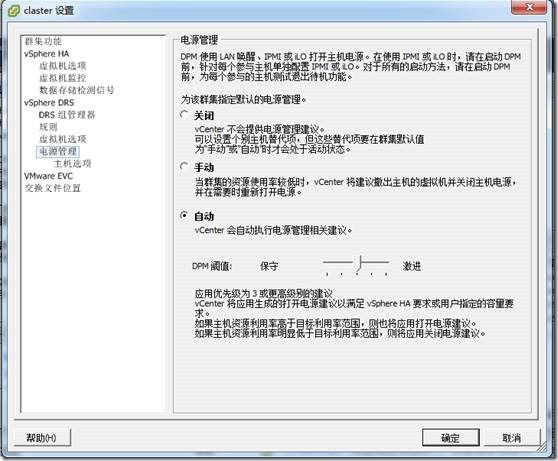 claster 设置
群集功能
vSphere HA
虚拟机选项
虚拟机监控
数据存储检测信号
vSphere DRS
DRS 组管理器
规则
虚拟机选项
电源管理
主机选项
VMware EVC
交换文件位置
电源管理
DPM 使用 LAN 唤醒、IPMI 或 iLO 打开主机电源。在使用 IPMI 或 iLO 时，请在启动 DPM
前，针对每个参与的主机单独配置 IPMI 或 iLO。对于所有的启动方法，请在启动 DPM
前，为每个参与的主机测试退出待机功能。
为该群集指定默认的电源管理。
关闭
vCenter 不会提供电源管理建议。
可以设置个别主机替代项，但这些替代项要在群集默认值
为"手动"或"自动"时才会处于活动状态。
手动
当群集的资源使用率较低时，vCenter 将建议撤出主机的虚拟机并关闭主机电源，
并在需要时重新打开电源。
自动
vCenter 会自动执行电源管理相关建议。
DPM 阈值: 保守 激进
应用优先级为 3 或更高级别的建议
vCenter 将应用生成的打开电源建议以满足 vSphere HA 要求或用户指定的容量要
求。
如果主机资源利用率高于目标利用率范围，则也将应用打开电源建议。
如果主机资源利用率明显低于目标利用率范围，则将应用关闭电源建议。
帮助(H) 确定 取消